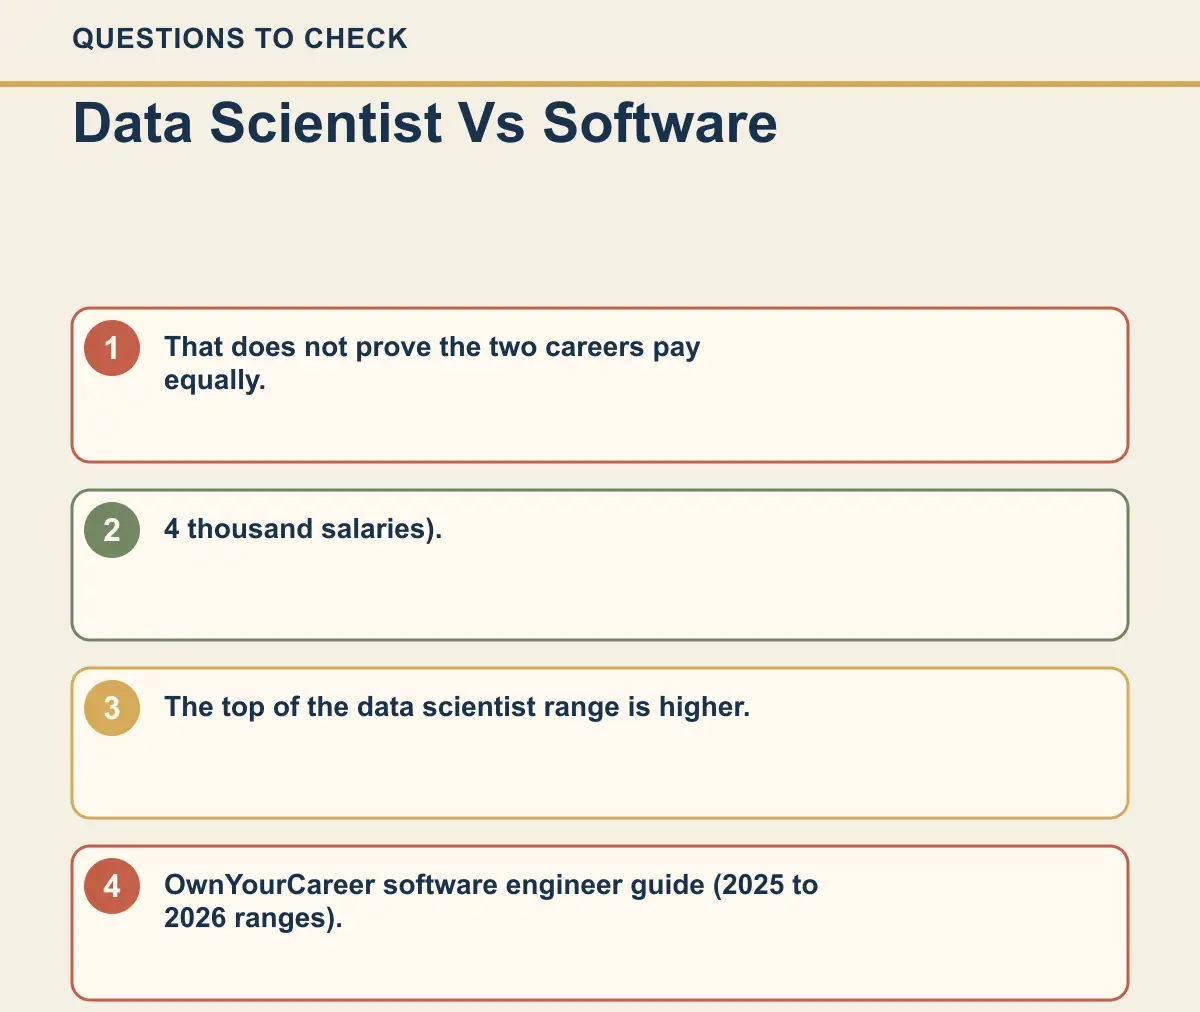 QUESTIONS TO CHECK
Data Scientist Vs Software
1
That does not prove the two careers pay
equally.
2
4 thousand salaries).
3
The top of the data scientist range is higher.
4
OwnYourCareer software engineer guide (2025 to
2026 ranges).